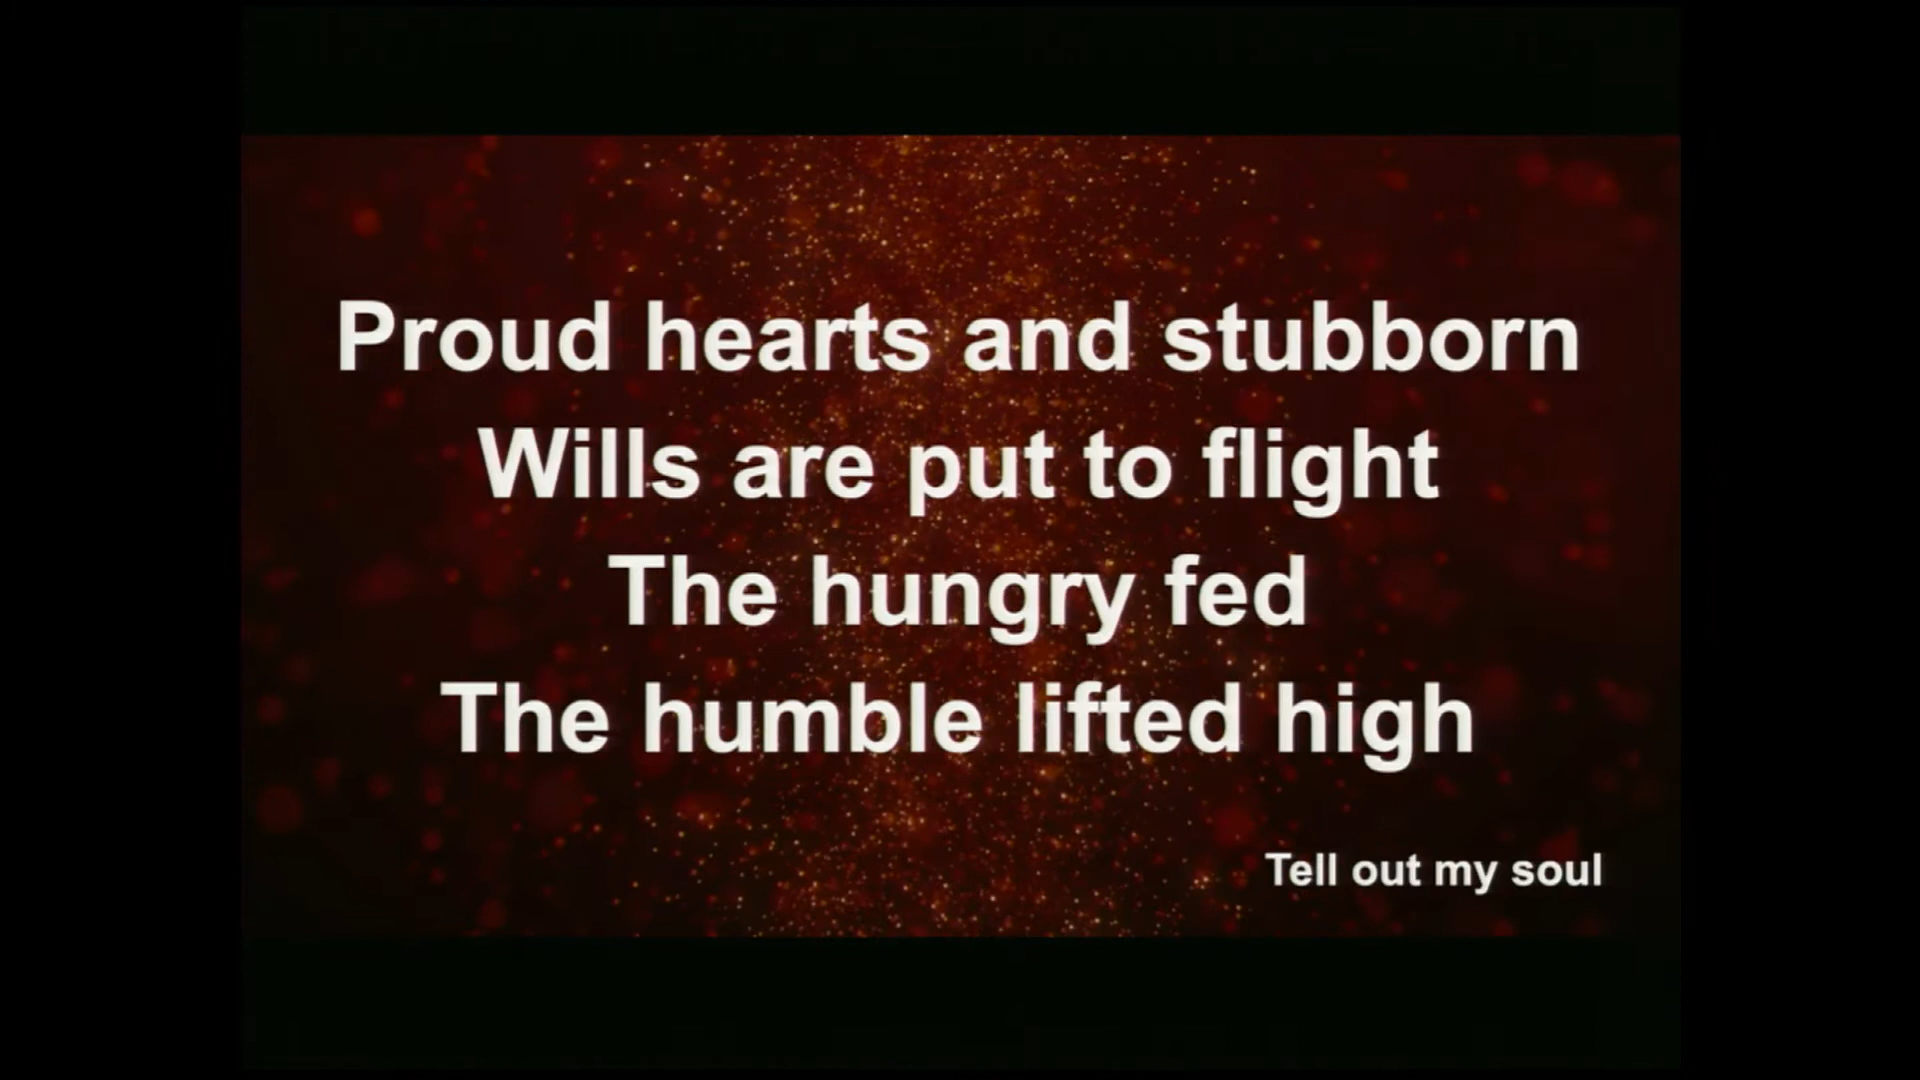 Proud hearts and stubborn
Wills are put to flight
The hungry fed
The humble lifted high
Tell out my soul